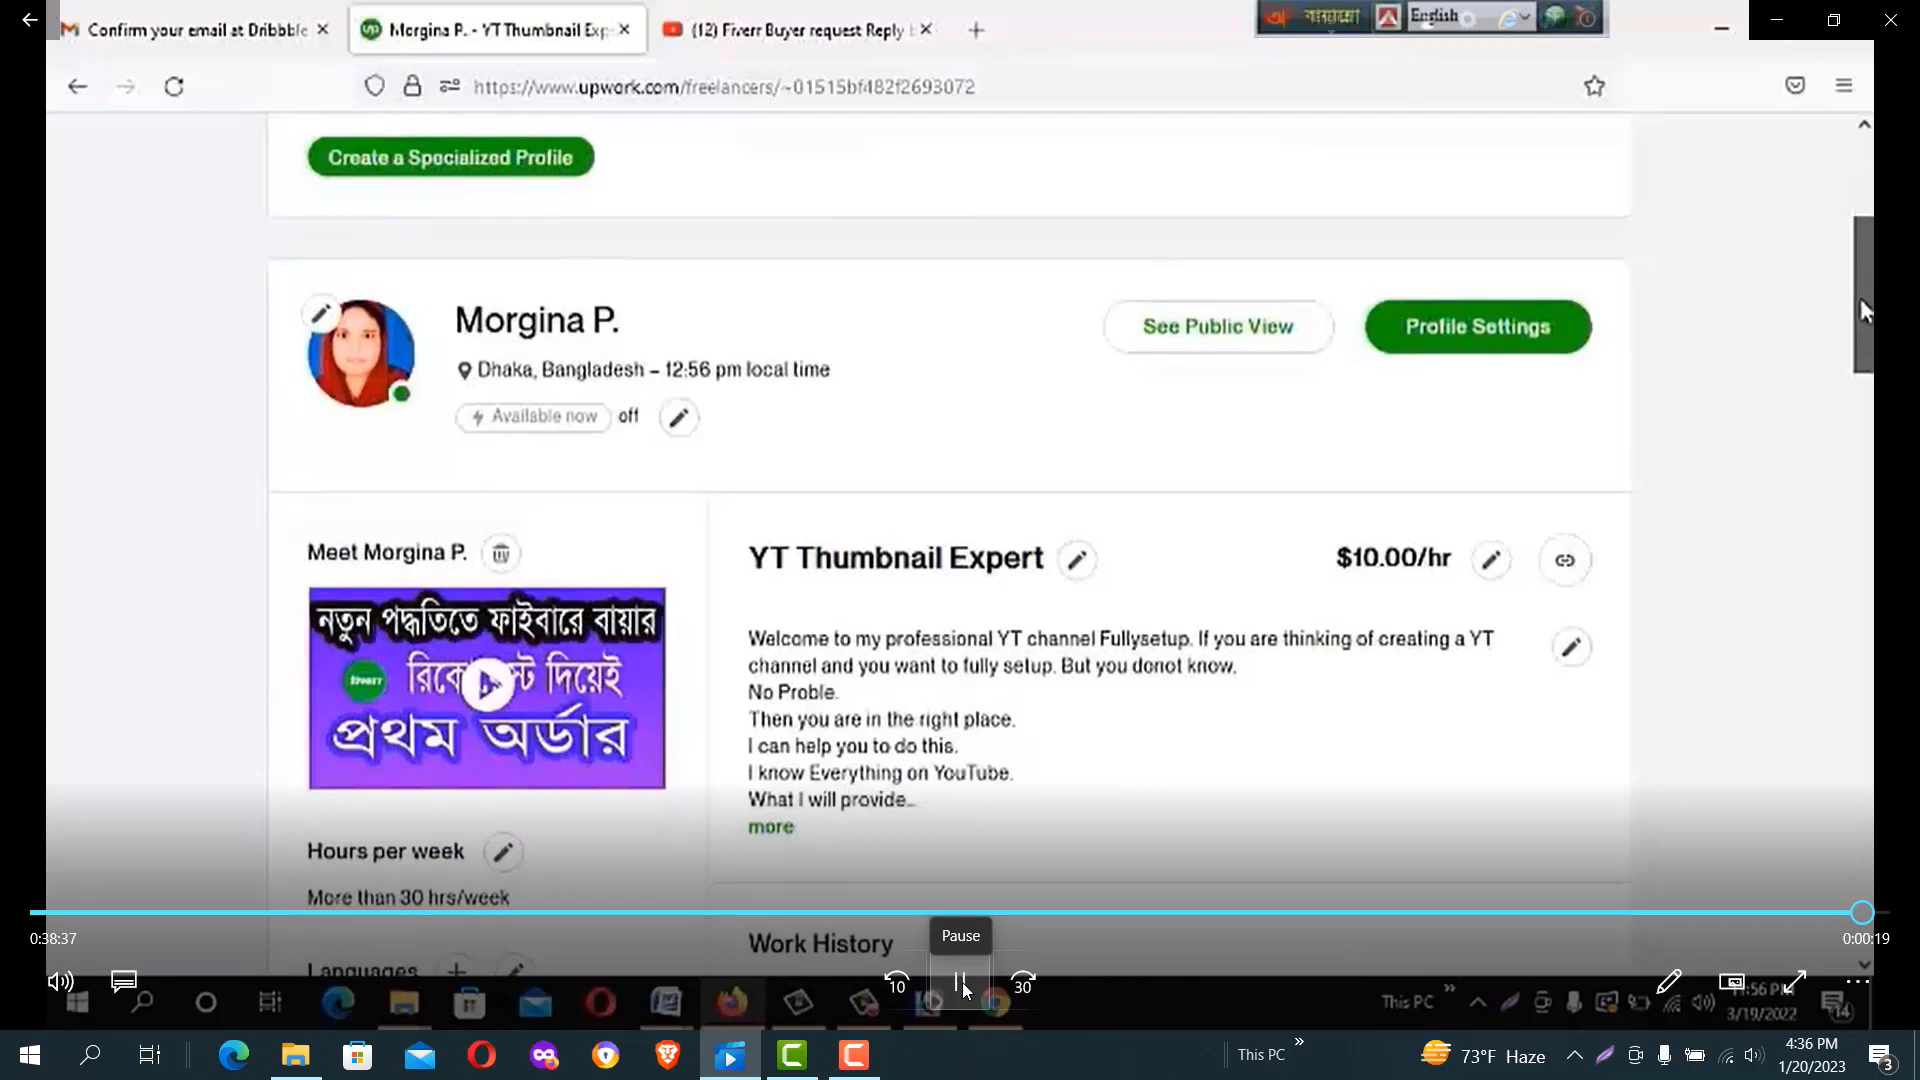 Confirm your email at Dribbble
Morgina P. - YT Thumbnail Exp
(12) Fiverr Buyer request Reply
English
https://www.upwork.com/freelancers/~01515bf482f2693072
Create a Specialized Profile
Morgina P.
Dhaka, Bangladesh – 12:56 pm local time
Available now off
See Public View
Profile Settings
Meet Morgina P.
নতুন পদ্ধতিতে ফাইবারে বায়ার
fiverr
দিয়েই
প্রথম অর্ডার
YT Thumbnail Expert
$10.00/hr
Welcome to my professional YT channel Fullysetup. If you are thinking of creating a YT
channel and you want to fully setup. But you donot know.
No Proble.
Then you are in the right place.
I can help you to do this.
I know Everything on YouTube.
What I will provide...
more
Hours per week
More than 30 hrs/week
Languages
Work History
Pause
0:38:37
0:00:19
10
30
This PC
3/19/2022
14
This PC
73°F Haze
4:36 PM
1/20/2023
3